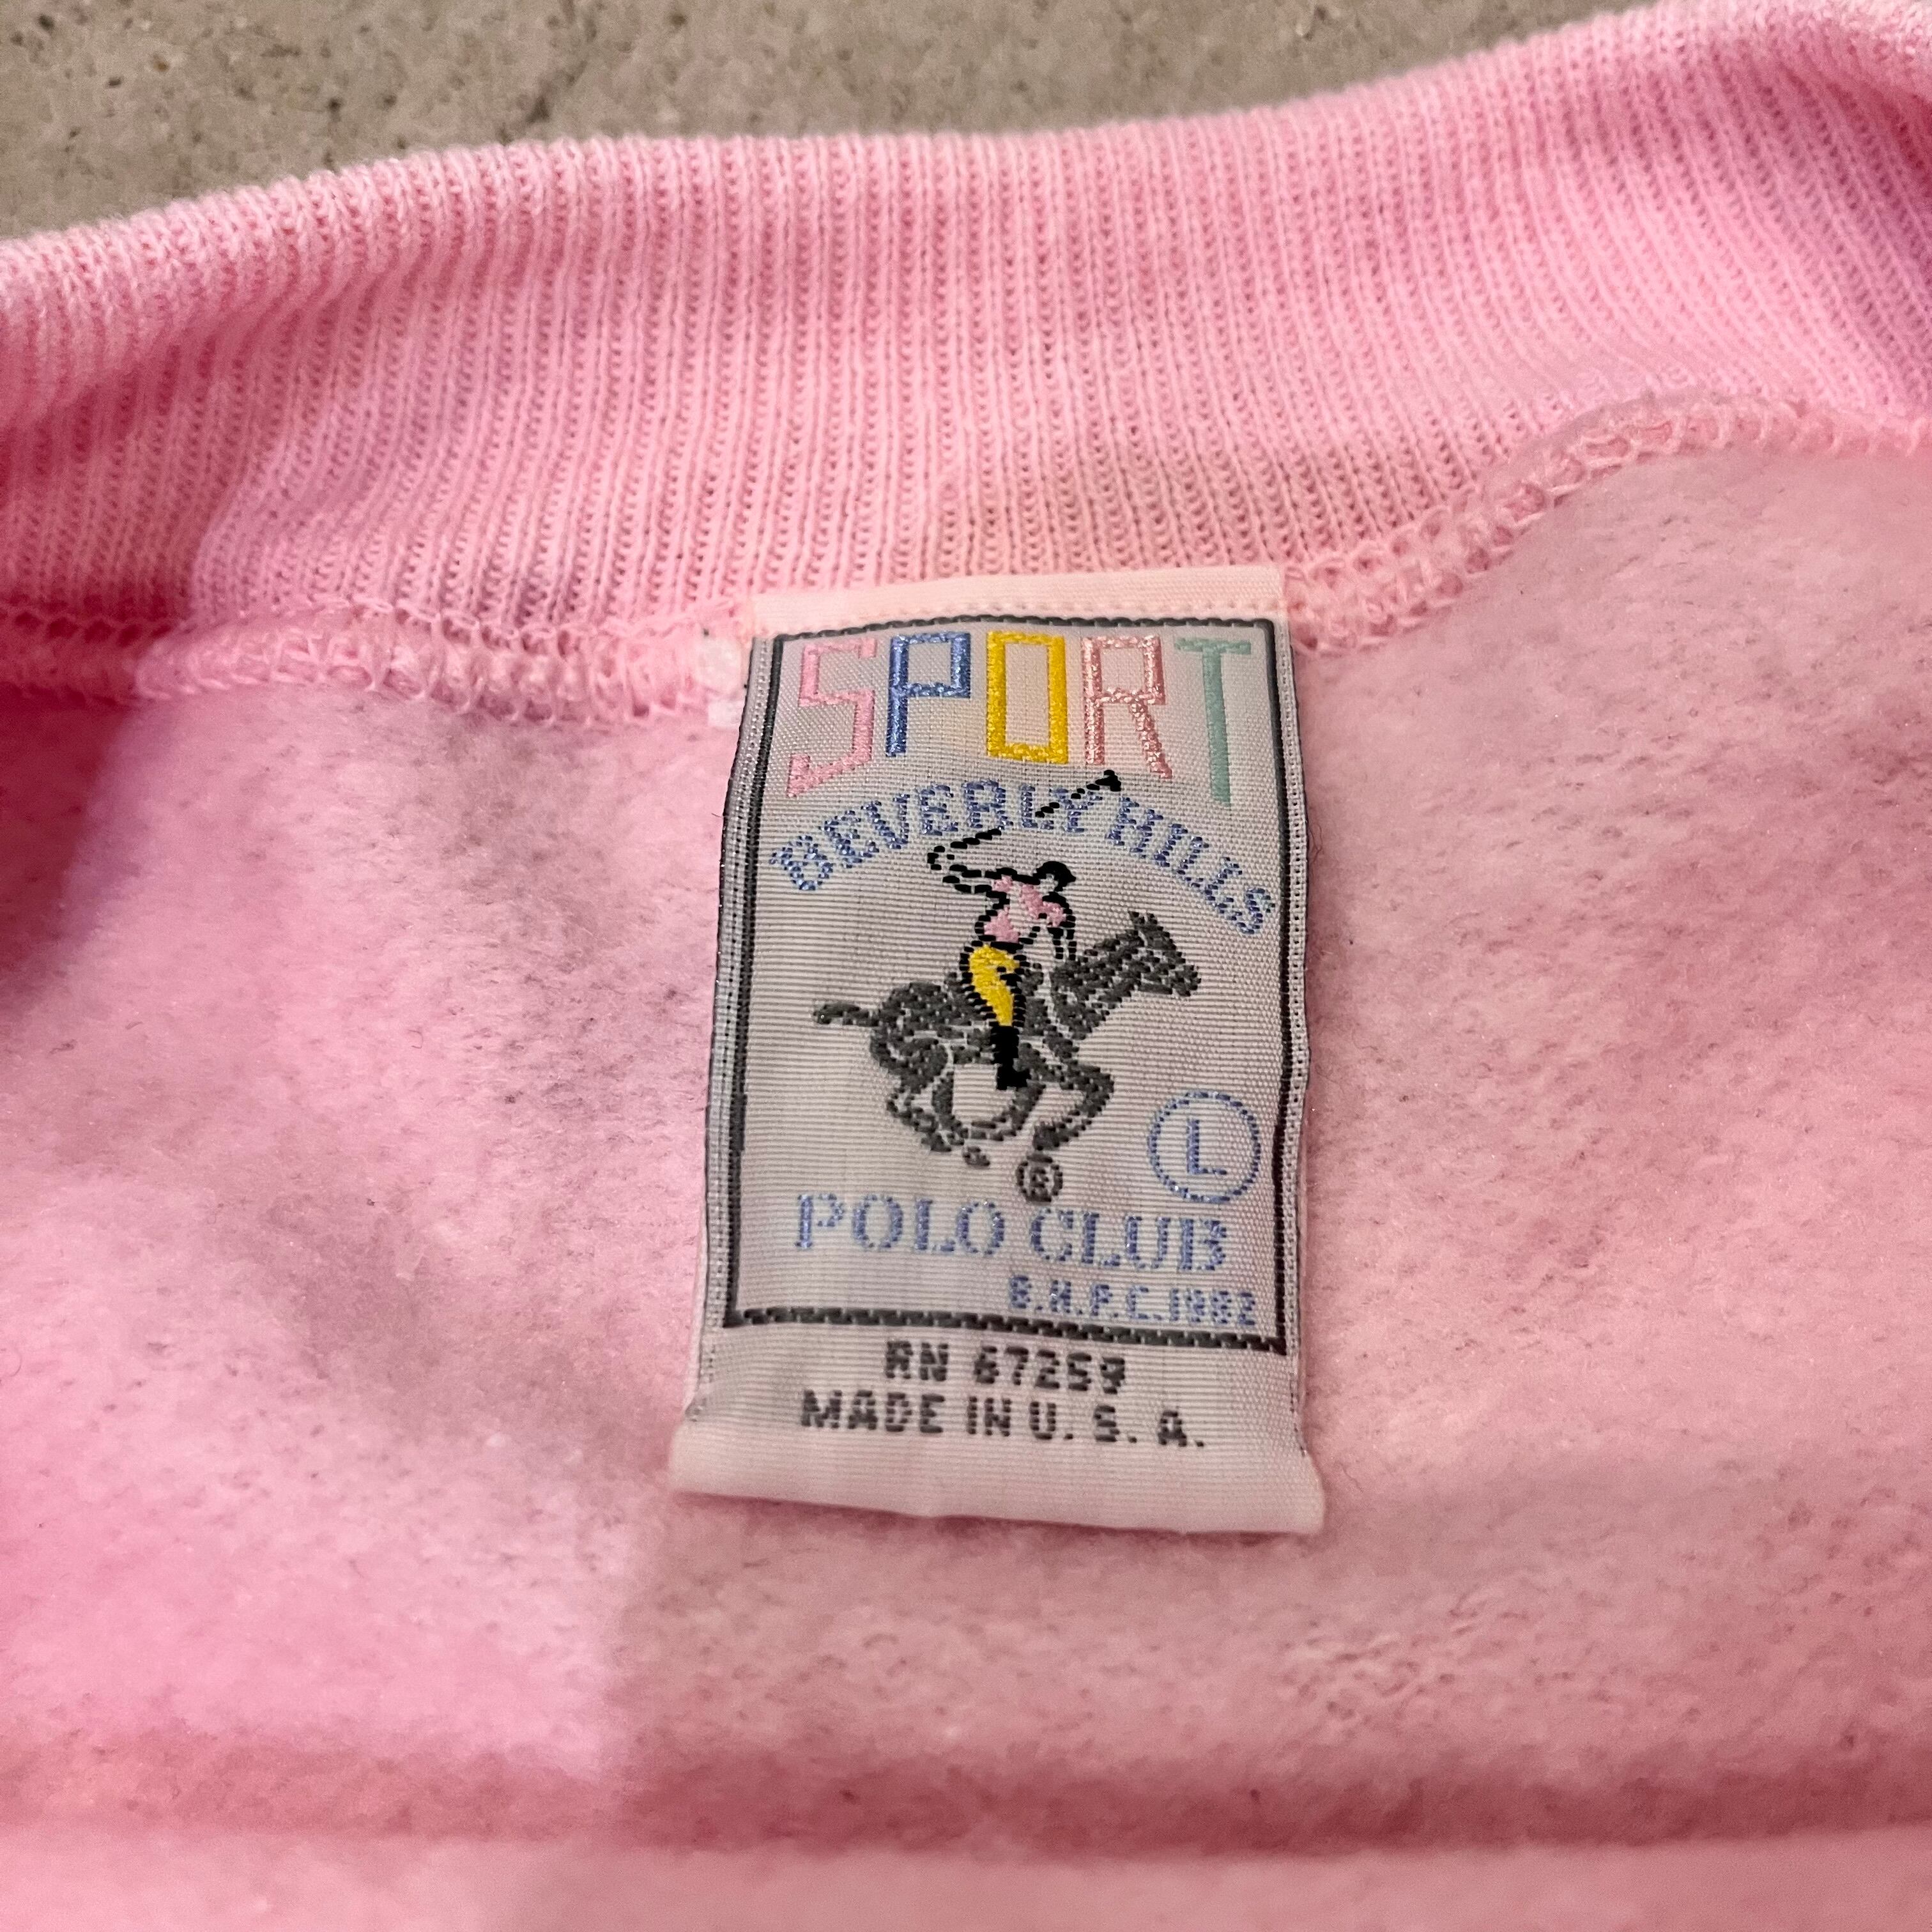 SPORT
BEVERLY HILLS
L
®
POLO CLUB
B.H.P.C.1982
RN 67259
MADE IN U.S.A.